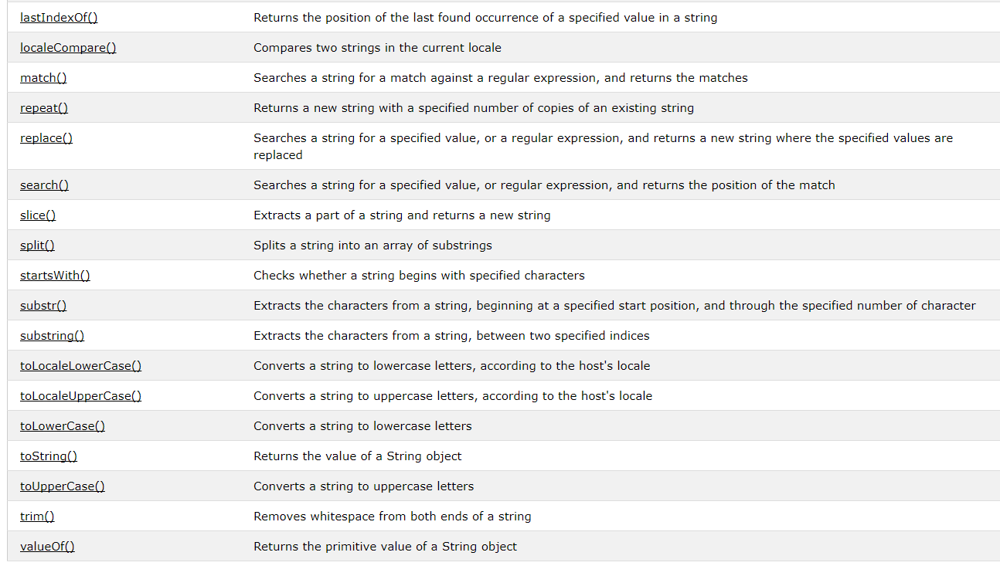 lastIndexOf() Returns the position of the last found occurrence of a specified value in a string
localeCompare() Compares two strings in the current locale
match() Searches a string for a match against a regular expression, and returns the matches
repeat() Returns a new string with a specified number of copies of an existing string
replace() Searches a string for a specified value, or a regular expression, and returns a new string where the specified values are
replaced
search() Searches a string for a specified value, or regular expression, and returns the position of the match
slice() Extracts a part of a string and returns a new string
split() Splits a string into an array of substrings
startsWith() Checks whether a string begins with specified characters
substr() Extracts the characters from a string, beginning at a specified start position, and through the specified number of character
substring() Extracts the characters from a string, between two specified indices
toLocaleLowerCase() Converts a string to lowercase letters, according to the host's locale
toLocaleUpperCase() Converts a string to uppercase letters, according to the host's locale
toLowerCase() Converts a string to lowercase letters
toString() Returns the value of a String object
toUpperCase() Converts a string to uppercase letters
trim() Removes whitespace from both ends of a string
valueOf() Returns the primitive value of a String object